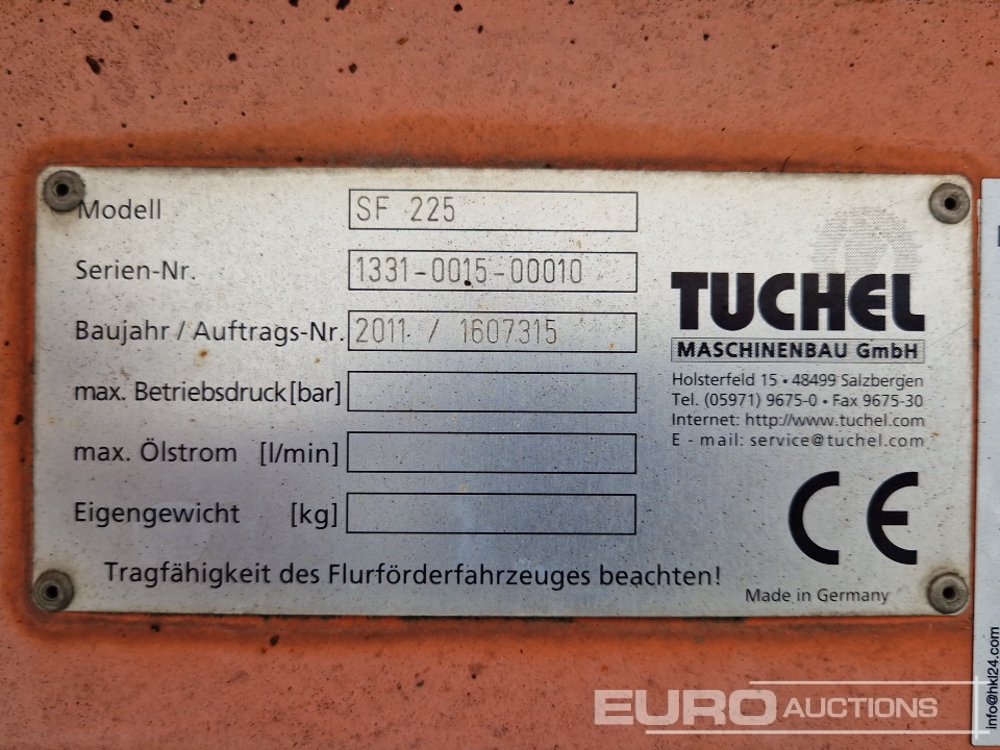 Modell SF 225
Serien-Nr. 1331-0015-00010
Baujahr / Auftrags-Nr. 2011 / 1607315
max. Betriebsdruck [bar]
max. Ölstrom [l/min]
Eigengewicht [kg]
Tragfähigkeit des Flurförderfahrzeuges beachten!
TUCHEL
MASCHINENBAU GmbH
Holsterfeld 15 • 48499 Salzbergen
Tel. (05971) 9675-0 • Fax 9675-30
Internet: http://www.tuchel.com
E - mail: service@tuchel.com
CE
Made in Germany
info@hkl24.com
EURO AUCTIONS